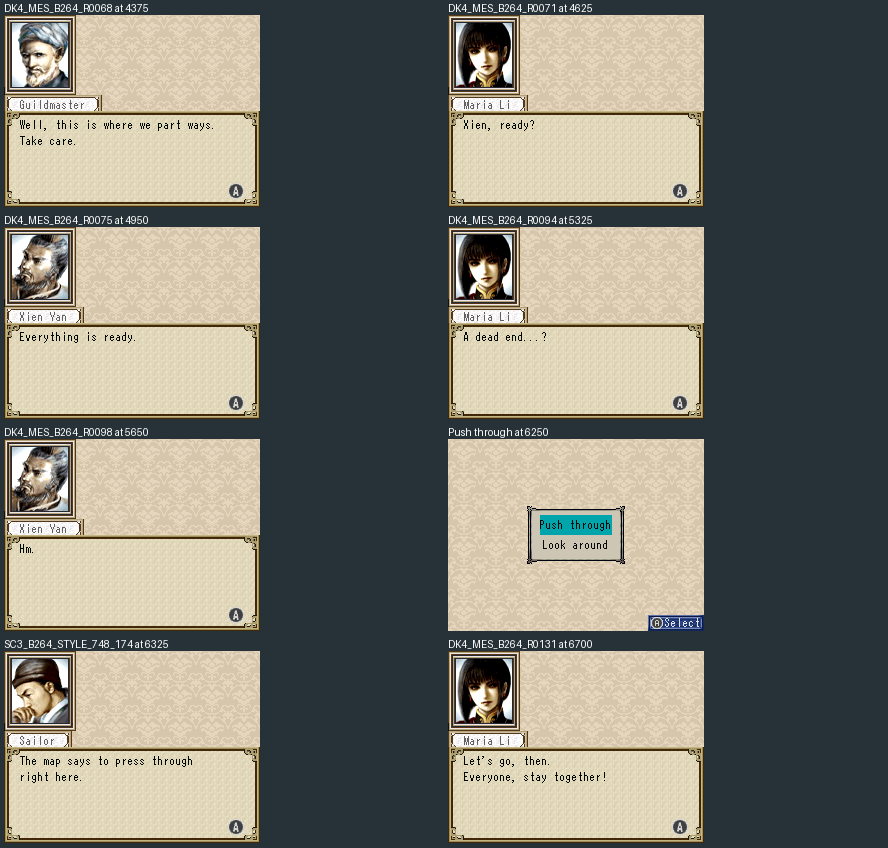 DK4_MES_B264_R0068 at 4375
Guildmaster
Well, this is where we part ways.
Take care.
A
DK4_MES_B264_R0071 at 4625
Maria Li
Xien, ready?
A
DK4_MES_B264_R0075 at 4950
Xien Yan
Everything is ready.
A
DK4_MES_B264_R0094 at 5325
Maria Li
A dead end...?
A
DK4_MES_B264_R0098 at 5650
Xien Yan
Hm.
A
Push through at 6250
Push through
Look around
A Select
SC3_B264_STYLE_748_174 at 6325
Sailor
The map says to press through
right here.
A
DK4_MES_B264_R0131 at 6700
Maria Li
Let's go, then.
Everyone, stay together!
A